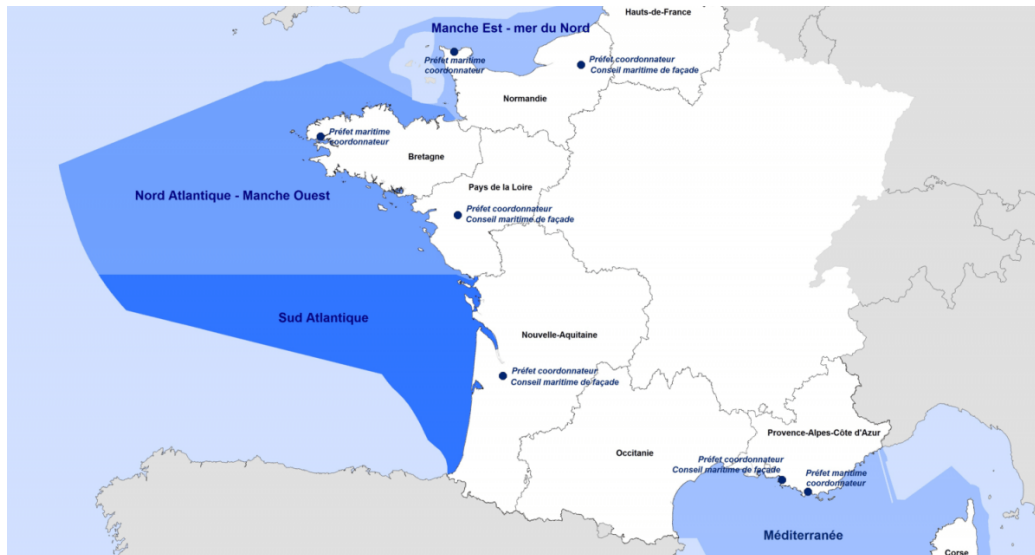 Hauts-de-France
Manche Est - mer du Nord
Préfet maritime
coordonnateur
Préfet coordonnateur
Conseil maritime de façade
Normandie
Préfet maritime
coordonnateur
Bretagne
Pays de la Loire
Nord Atlantique - Manche Ouest
Préfet coordonnateur
Conseil maritime de façade
Sud Atlantique
Nouvelle-Aquitaine
Préfet coordonnateur
Conseil maritime de façade
Provence-Alpes-Côte d'Azur
Occitanie
Préfet coordonnateur
Conseil maritime de façade
Préfet maritime
coordonnateur
Méditerranée
Corse